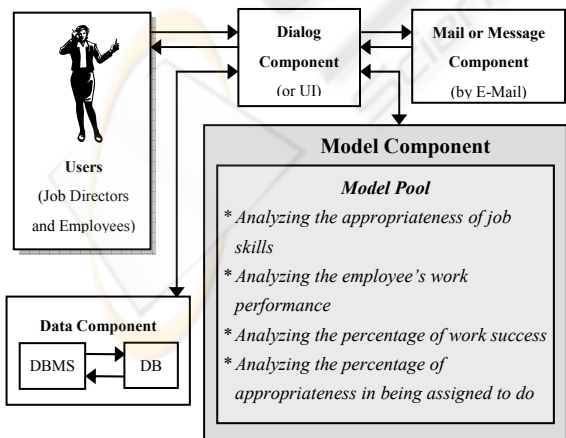 Dialog
Component
(or UI)
Mail or Message
Component
(by E-Mail)
Users
(Job Directors
and Employees)
Model Component
Model Pool
* Analyzing the appropriateness of job
skills
* Analyzing the employee's work
performance
* Analyzing the percentage of work success
* Analyzing the percentage of
appropriateness in being assigned to do
Data Component
DBMS
DB